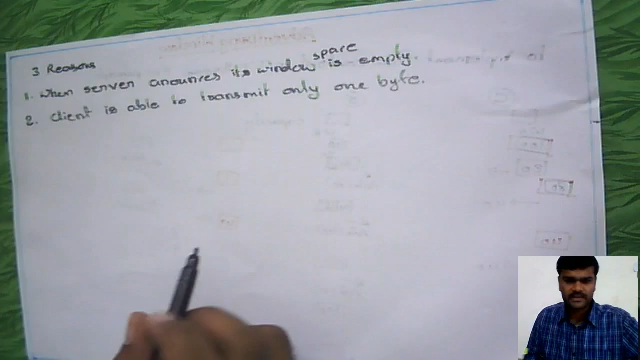 3 Reasons
1. When server anounres its window spare is empty.
2. Client is able to transmit only one byte.